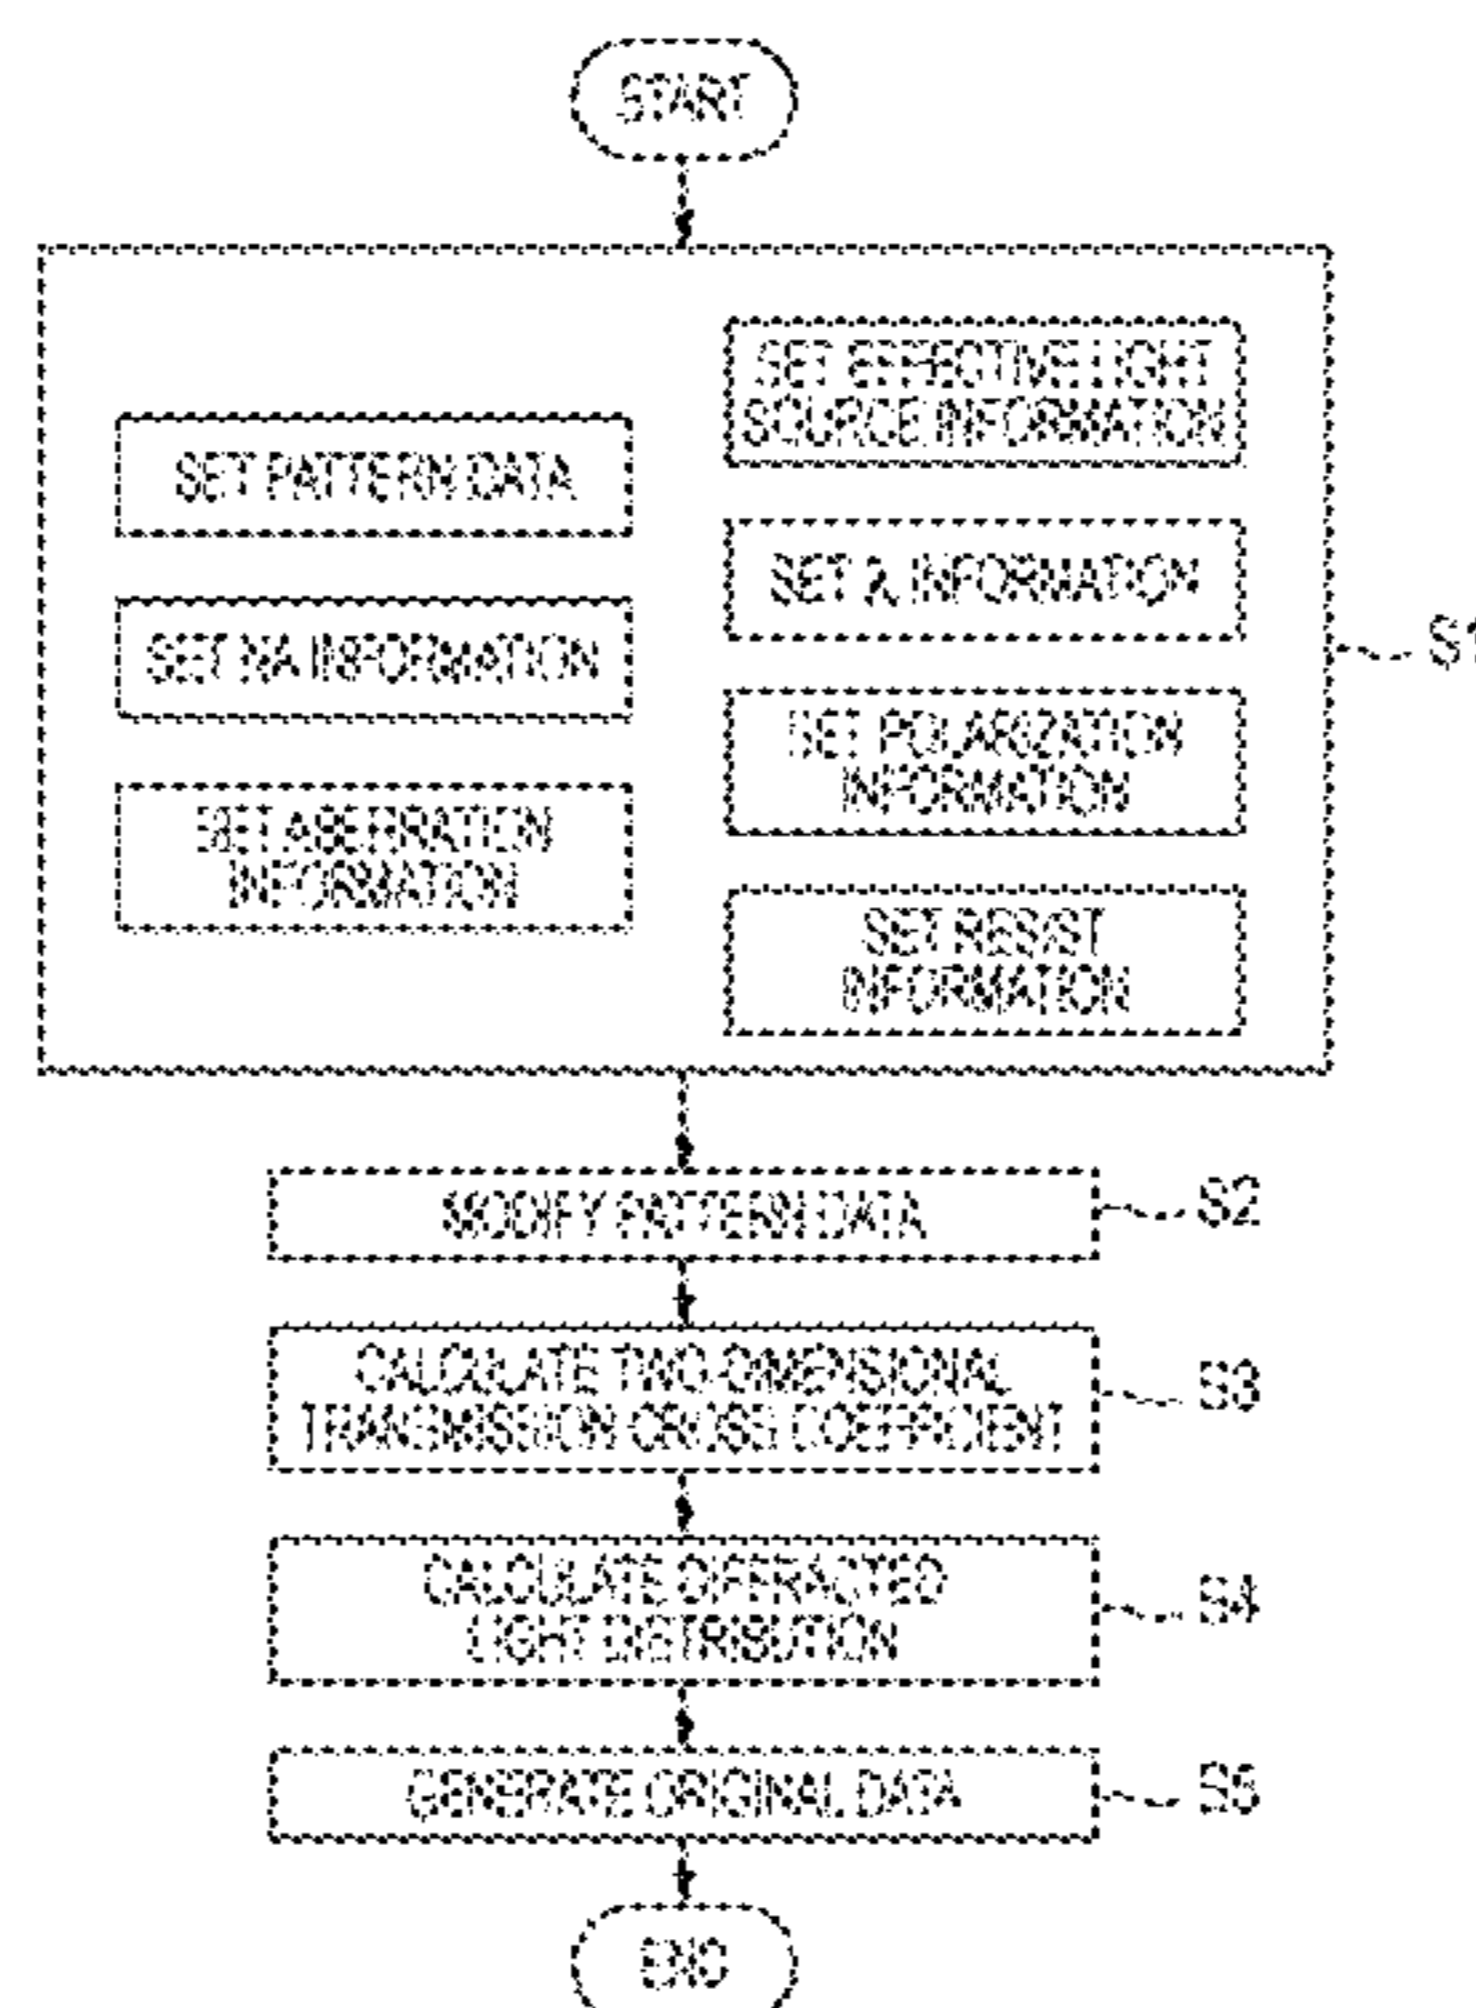 START
SET PATTERN DATA
SET NA INFORMATION
SET ABERRATION
INFORMATION
SET EFFECTIVE LIGHT
SOURCE INFORMATION
SET λ INFORMATION
SET POLARIZATION
INFORMATION
SET RESIST
INFORMATION
S1
MODIFY PATTERN DATA
S2
CALCULATE TWO-DIMENSIONAL
TRANSMISSION CROSS COEFFICIENT
S3
CALCULATE DIFFRACTED
LIGHT DISTRIBUTION
S4
GENERATE ORIGINAL DATA
S5
END